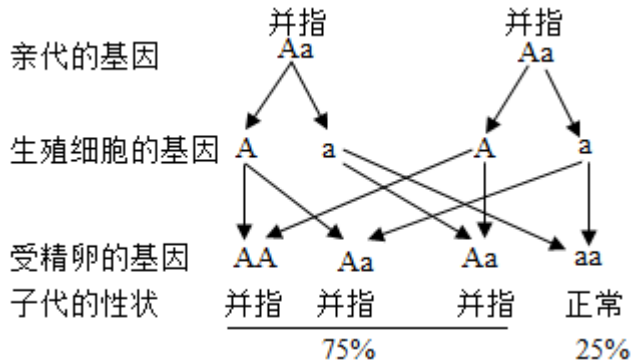 并指 并指
亲代的基因 Aa Aa
生殖细胞的基因 A a A a
受精卵的基因 AA Aa Aa aa
子代的性状 并指 并指 并指 正常
75% 25%